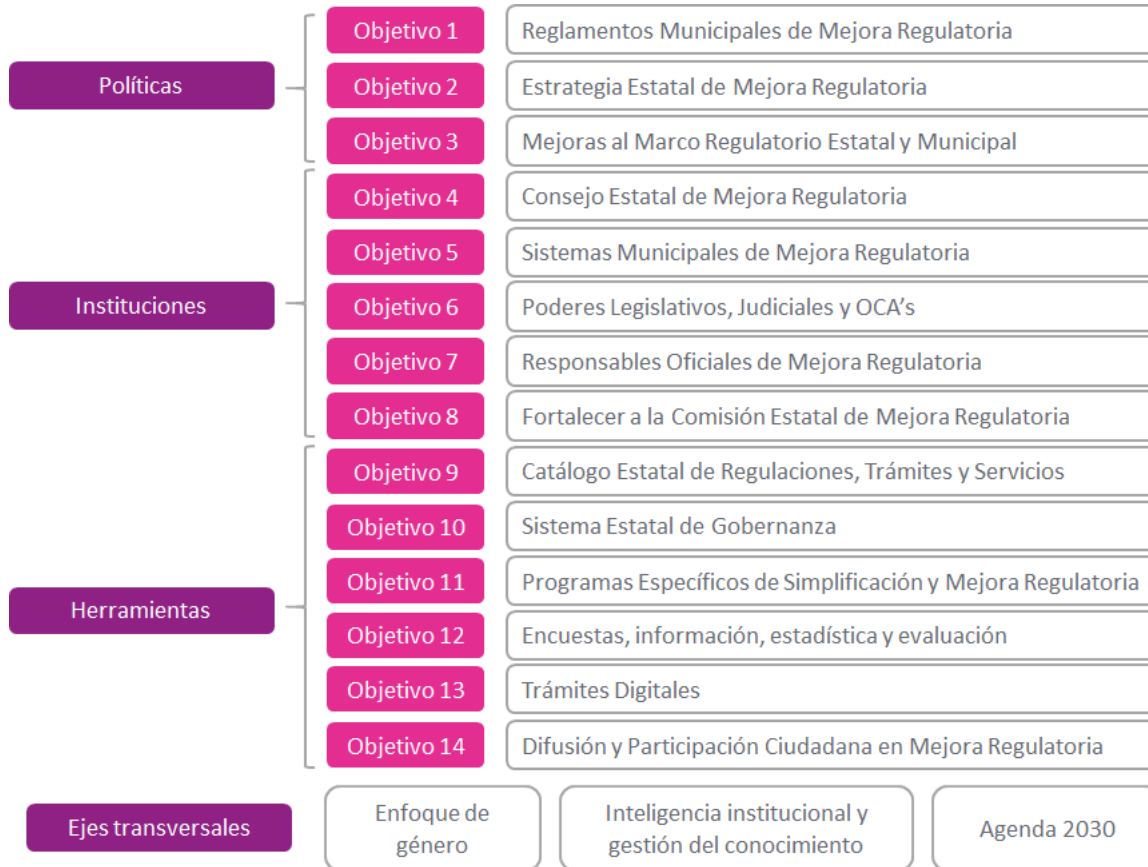 Políticas
Objetivo 1 Reglamentos Municipales de Mejora Regulatoria
Objetivo 2 Estrategia Estatal de Mejora Regulatoria
Objetivo 3 Mejoras al Marco Regulatorio Estatal y Municipal
Instituciones
Objetivo 4 Consejo Estatal de Mejora Regulatoria
Objetivo 5 Sistemas Municipales de Mejora Regulatoria
Objetivo 6 Poderes Legislativos, Judiciales y OCA's
Objetivo 7 Responsables Oficiales de Mejora Regulatoria
Objetivo 8 Fortalecer a la Comisión Estatal de Mejora Regulatoria
Herramientas
Objetivo 9 Catálogo Estatal de Regulaciones, Trámites y Servicios
Objetivo 10 Sistema Estatal de Gobernanza
Objetivo 11 Programas Específicos de Simplificación y Mejora Regulatoria
Objetivo 12 Encuestas, información, estadística y evaluación
Objetivo 13 Trámites Digitales
Objetivo 14 Difusión y Participación Ciudadana en Mejora Regulatoria
Ejes transversales
Enfoque de
género
Inteligencia institucional y
gestión del conocimiento
Agenda 2030